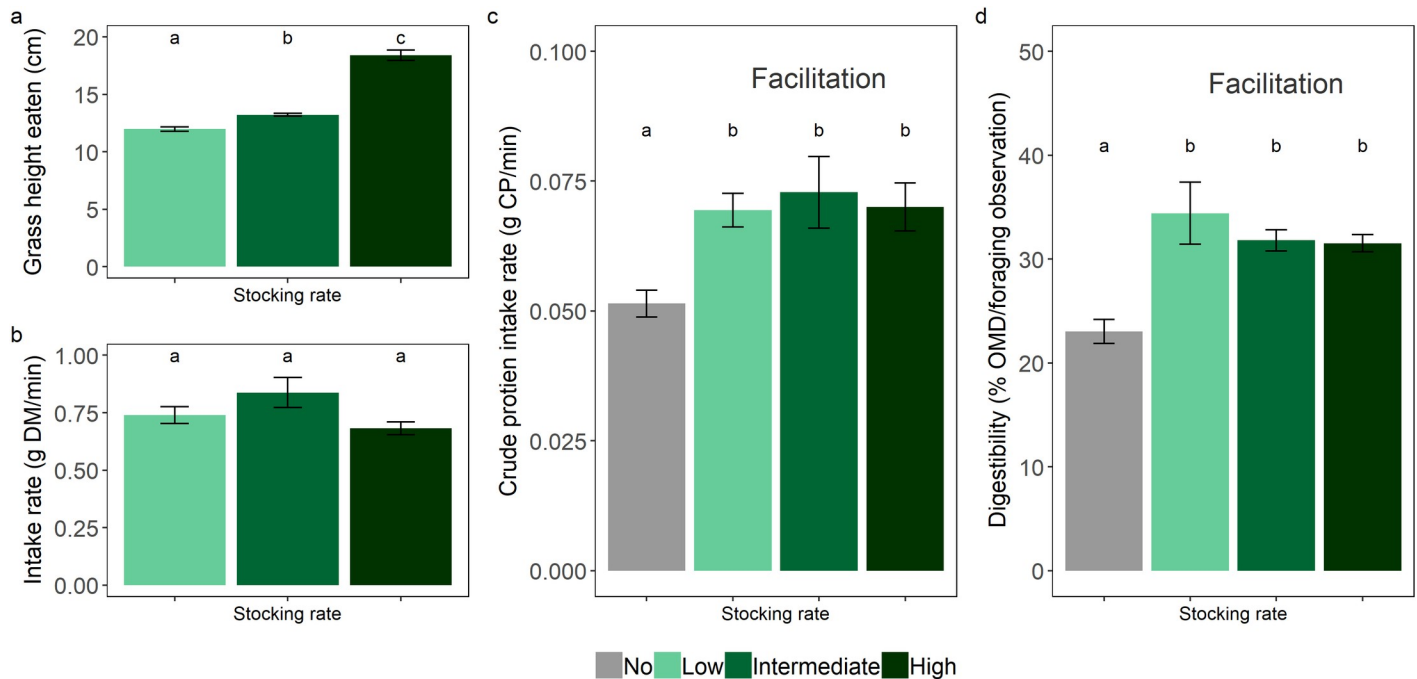 a
Grass height eaten (cm)
20
15
10
5
0
a b c
Stocking rate
b
Intake rate (g DM/min)
1.00
0.75
0.50
0.25
0.00
a a a
Stocking rate
c
Crude protien intake rate (g CP/min)
0.100
0.075
0.050
0.025
0.000
Facilitation
a b b b
Stocking rate
d
Digestibility (% OMD/foraging observation)
50
40
30
20
10
0
Facilitation
a b b b
Stocking rate
No Low Intermediate High